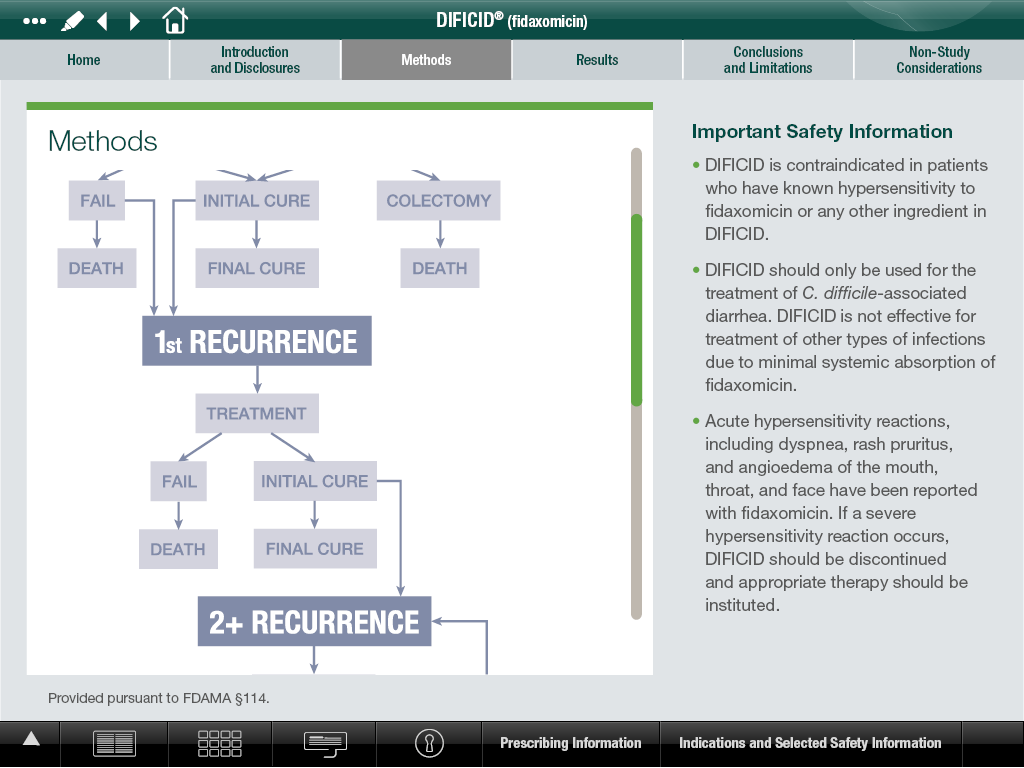 DIFICID® (fidaxomicin)
Home
Introduction
and Disclosures
Methods
Results
Conclusions
and Limitations
Non-Study
Considerations
Methods
FAIL
INITIAL CURE
COLECTOMY
DEATH
FINAL CURE
DEATH
1st RECURRENCE
TREATMENT
FAIL
INITIAL CURE
DEATH
FINAL CURE
2+ RECURRENCE
Important Safety Information
• DIFICID is contraindicated in patients
who have known hypersensitivity to
fidaxomicin or any other ingredient in
DIFICID.
• DIFICID should only be used for the
treatment of C. difficile-associated
diarrhea. DIFICID is not effective for
treatment of other types of infections
due to minimal systemic absorption of
fidaxomicin.
• Acute hypersensitivity reactions,
including dyspnea, rash pruritus,
and angioedema of the mouth,
throat, and face have been reported
with fidaxomicin. If a severe
hypersensitivity reaction occurs,
DIFICID should be discontinued
and appropriate therapy should be
instituted.
Provided pursuant to FDAMA §114.
Prescribing Information
Indications and Selected Safety Information